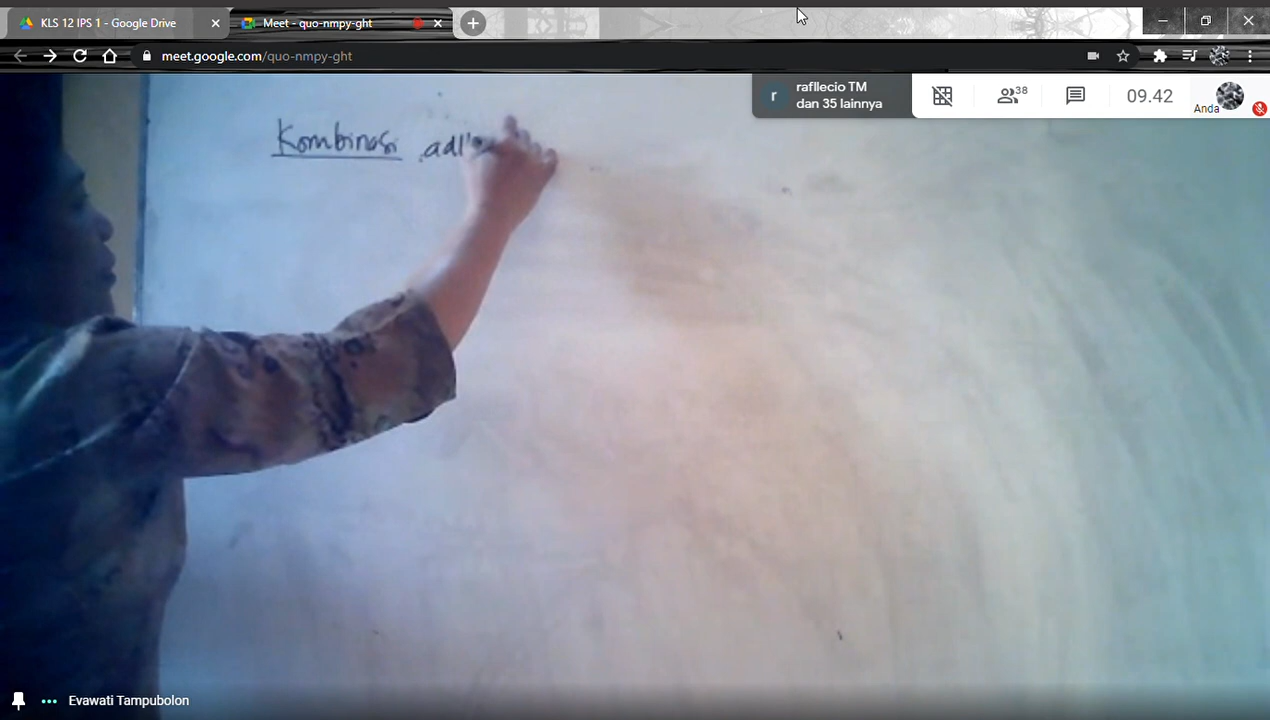 KLS 12 IPS 1 - Google Drive
Meet - quo-nmpy-ght
meet.google.com/quo-nmpy-ght
r
rafllecio TM
dan 35 lainnya
38
09.42
Anda
Kombinasi
Evawati Tampubolon